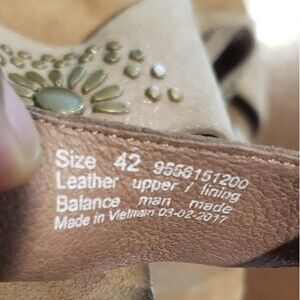 Size 42 9556151200
Leather upper / lining
Balance man made
Made in Vietnam 03-02-2017